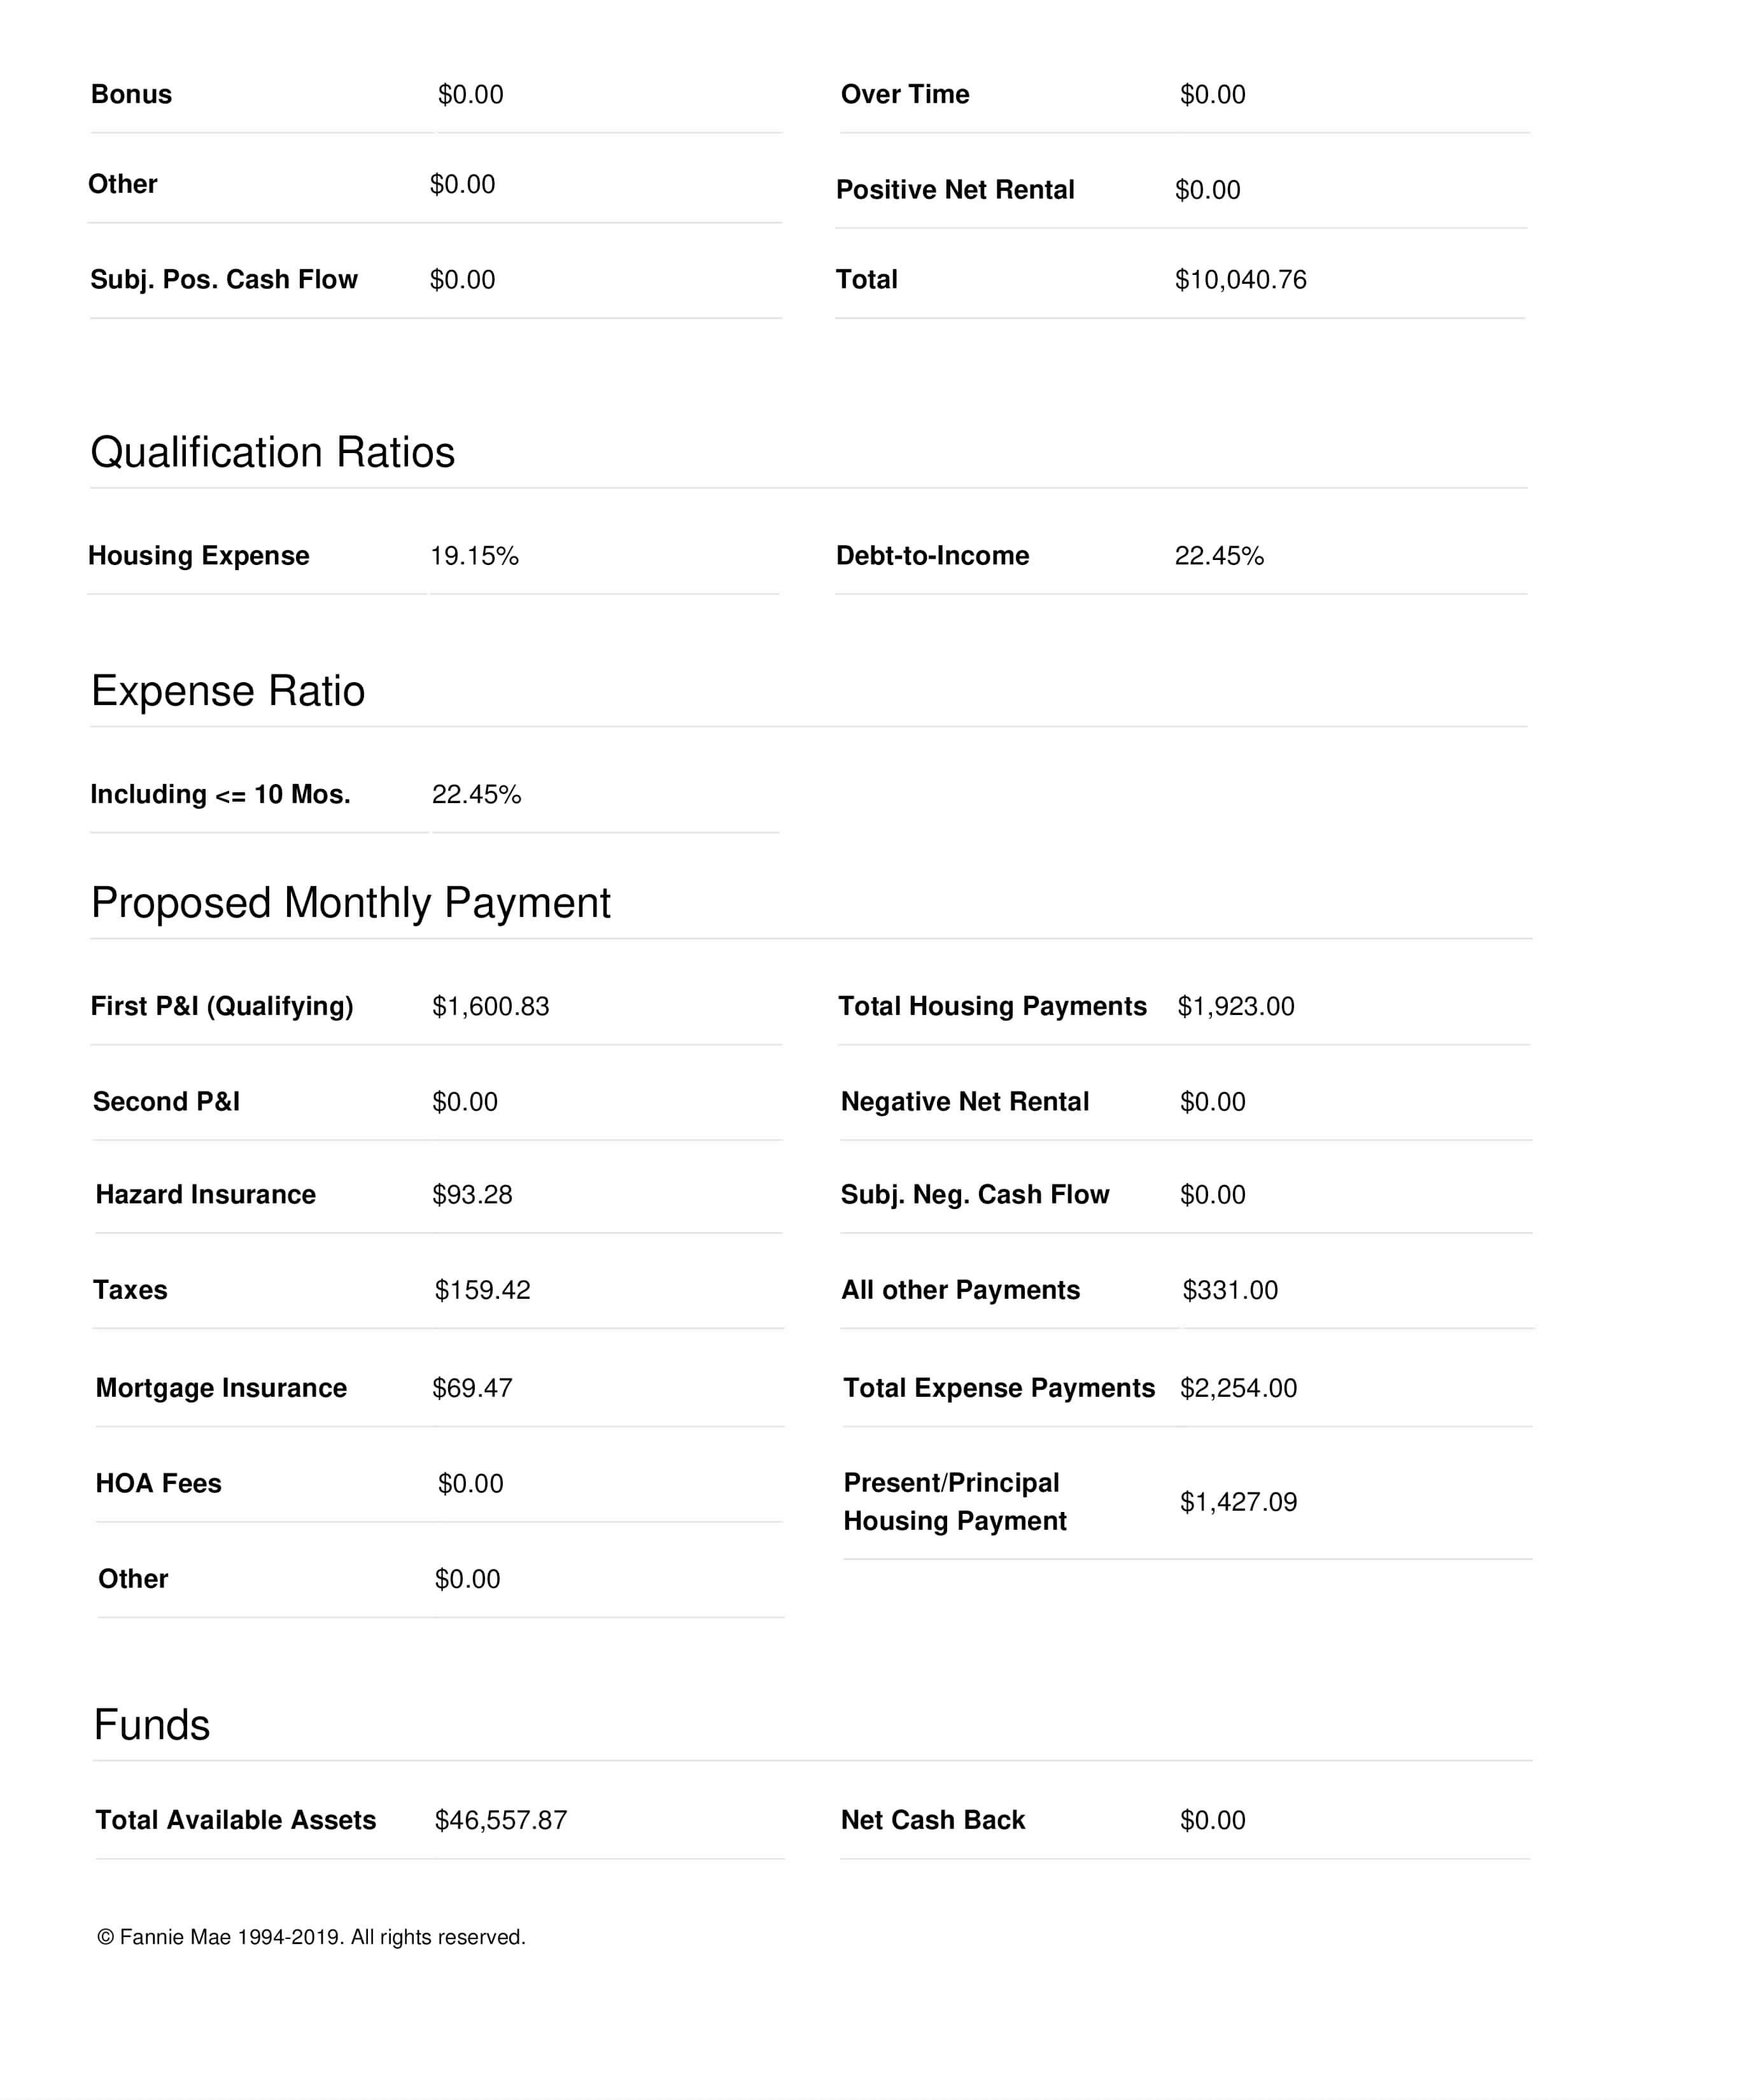 Bonus $0.00 Over Time $0.00
Other $0.00 Positive Net Rental $0.00
Subj. Pos. Cash Flow $0.00 Total $10,040.76
Qualification Ratios
Housing Expense 19.15% Debt-to-Income 22.45%
Expense Ratio
Including <= 10 Mos. 22.45%
Proposed Monthly Payment
First P&I (Qualifying) $1,600.83 Total Housing Payments $1,923.00
Second P&I $0.00 Negative Net Rental $0.00
Hazard Insurance $93.28 Subj. Neg. Cash Flow $0.00
Taxes $159.42 All other Payments $331.00
Mortgage Insurance $69.47 Total Expense Payments $2,254.00
HOA Fees $0.00 Present/Principal
Housing Payment $1,427.09
Other $0.00
Funds
Total Available Assets $46,557.87 Net Cash Back $0.00
© Fannie Mae 1994-2019. All rights reserved.